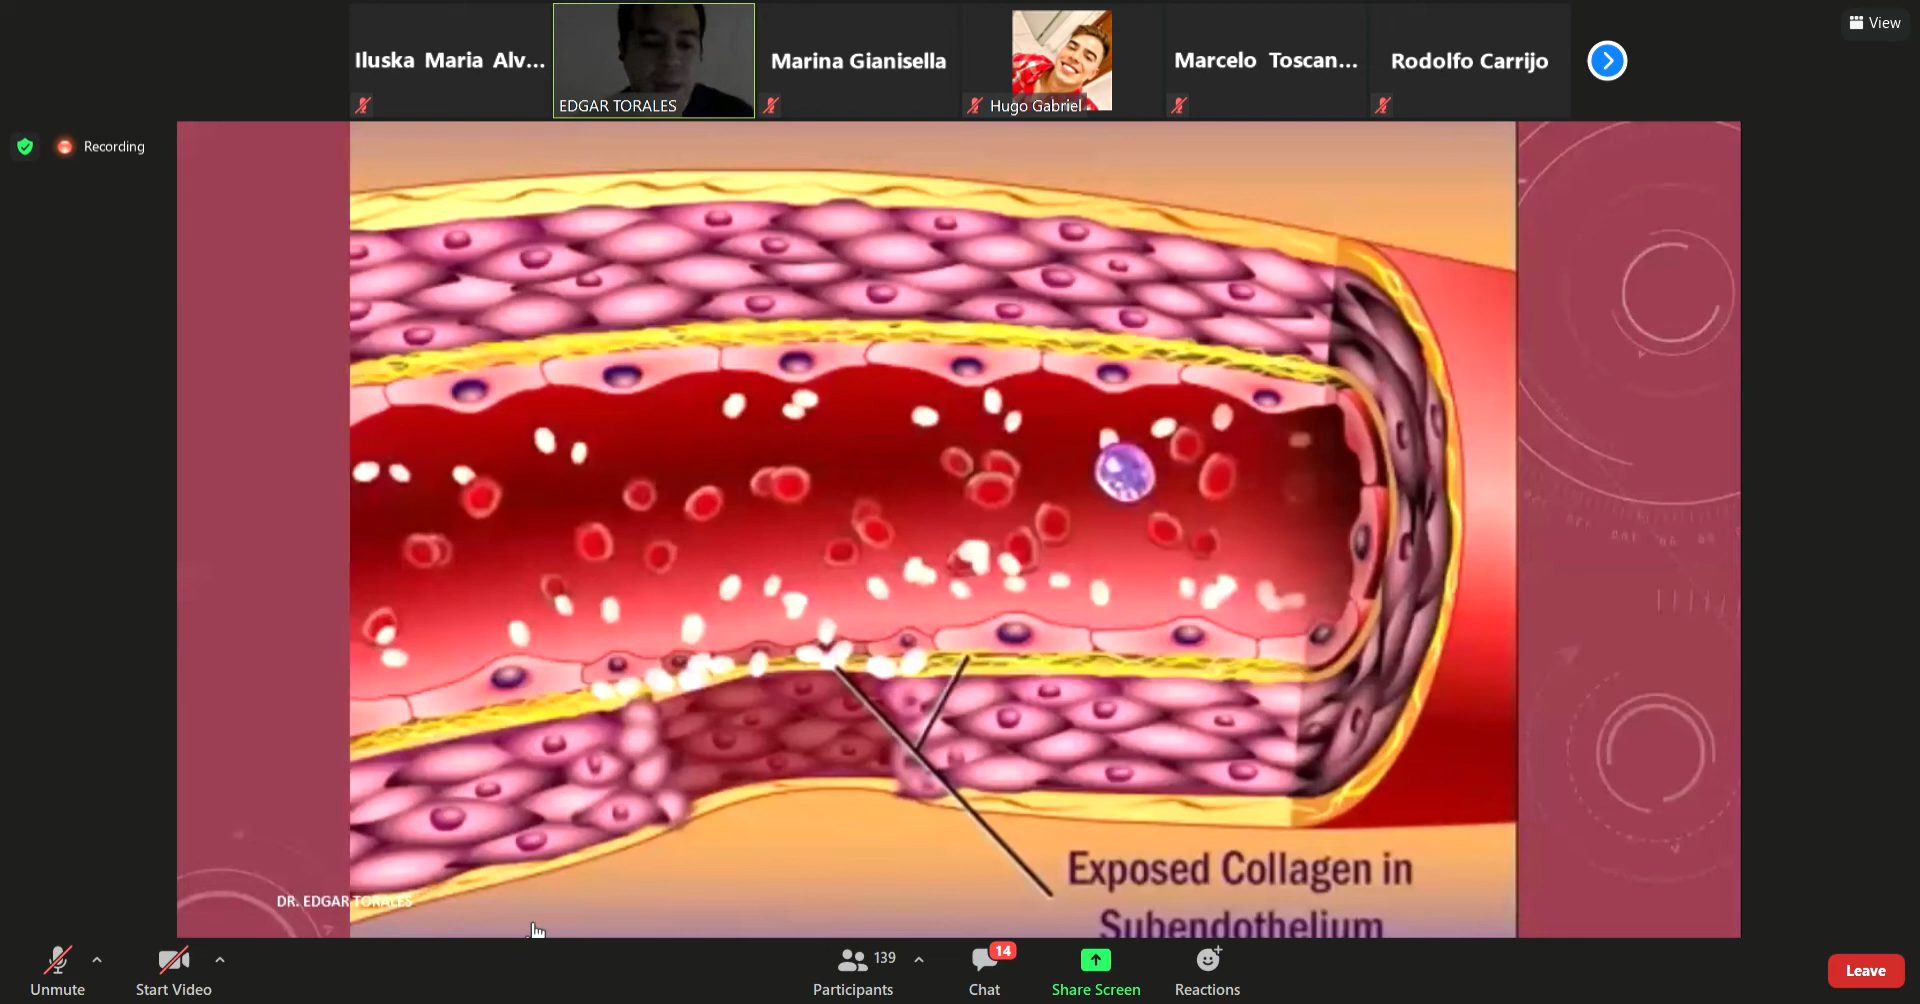 Iluska Maria Alv...
EDGAR TORALES
Marina Gianisella
Hugo Gabriel
Marcelo Toscan...
Rodolfo Carrijo
View
Recording
Exposed Collagen in
Subendothelium
DR. EDGAR TORALES
Unmute
Start Video
139
Participants
14
Chat
Share Screen
Reactions
Leave